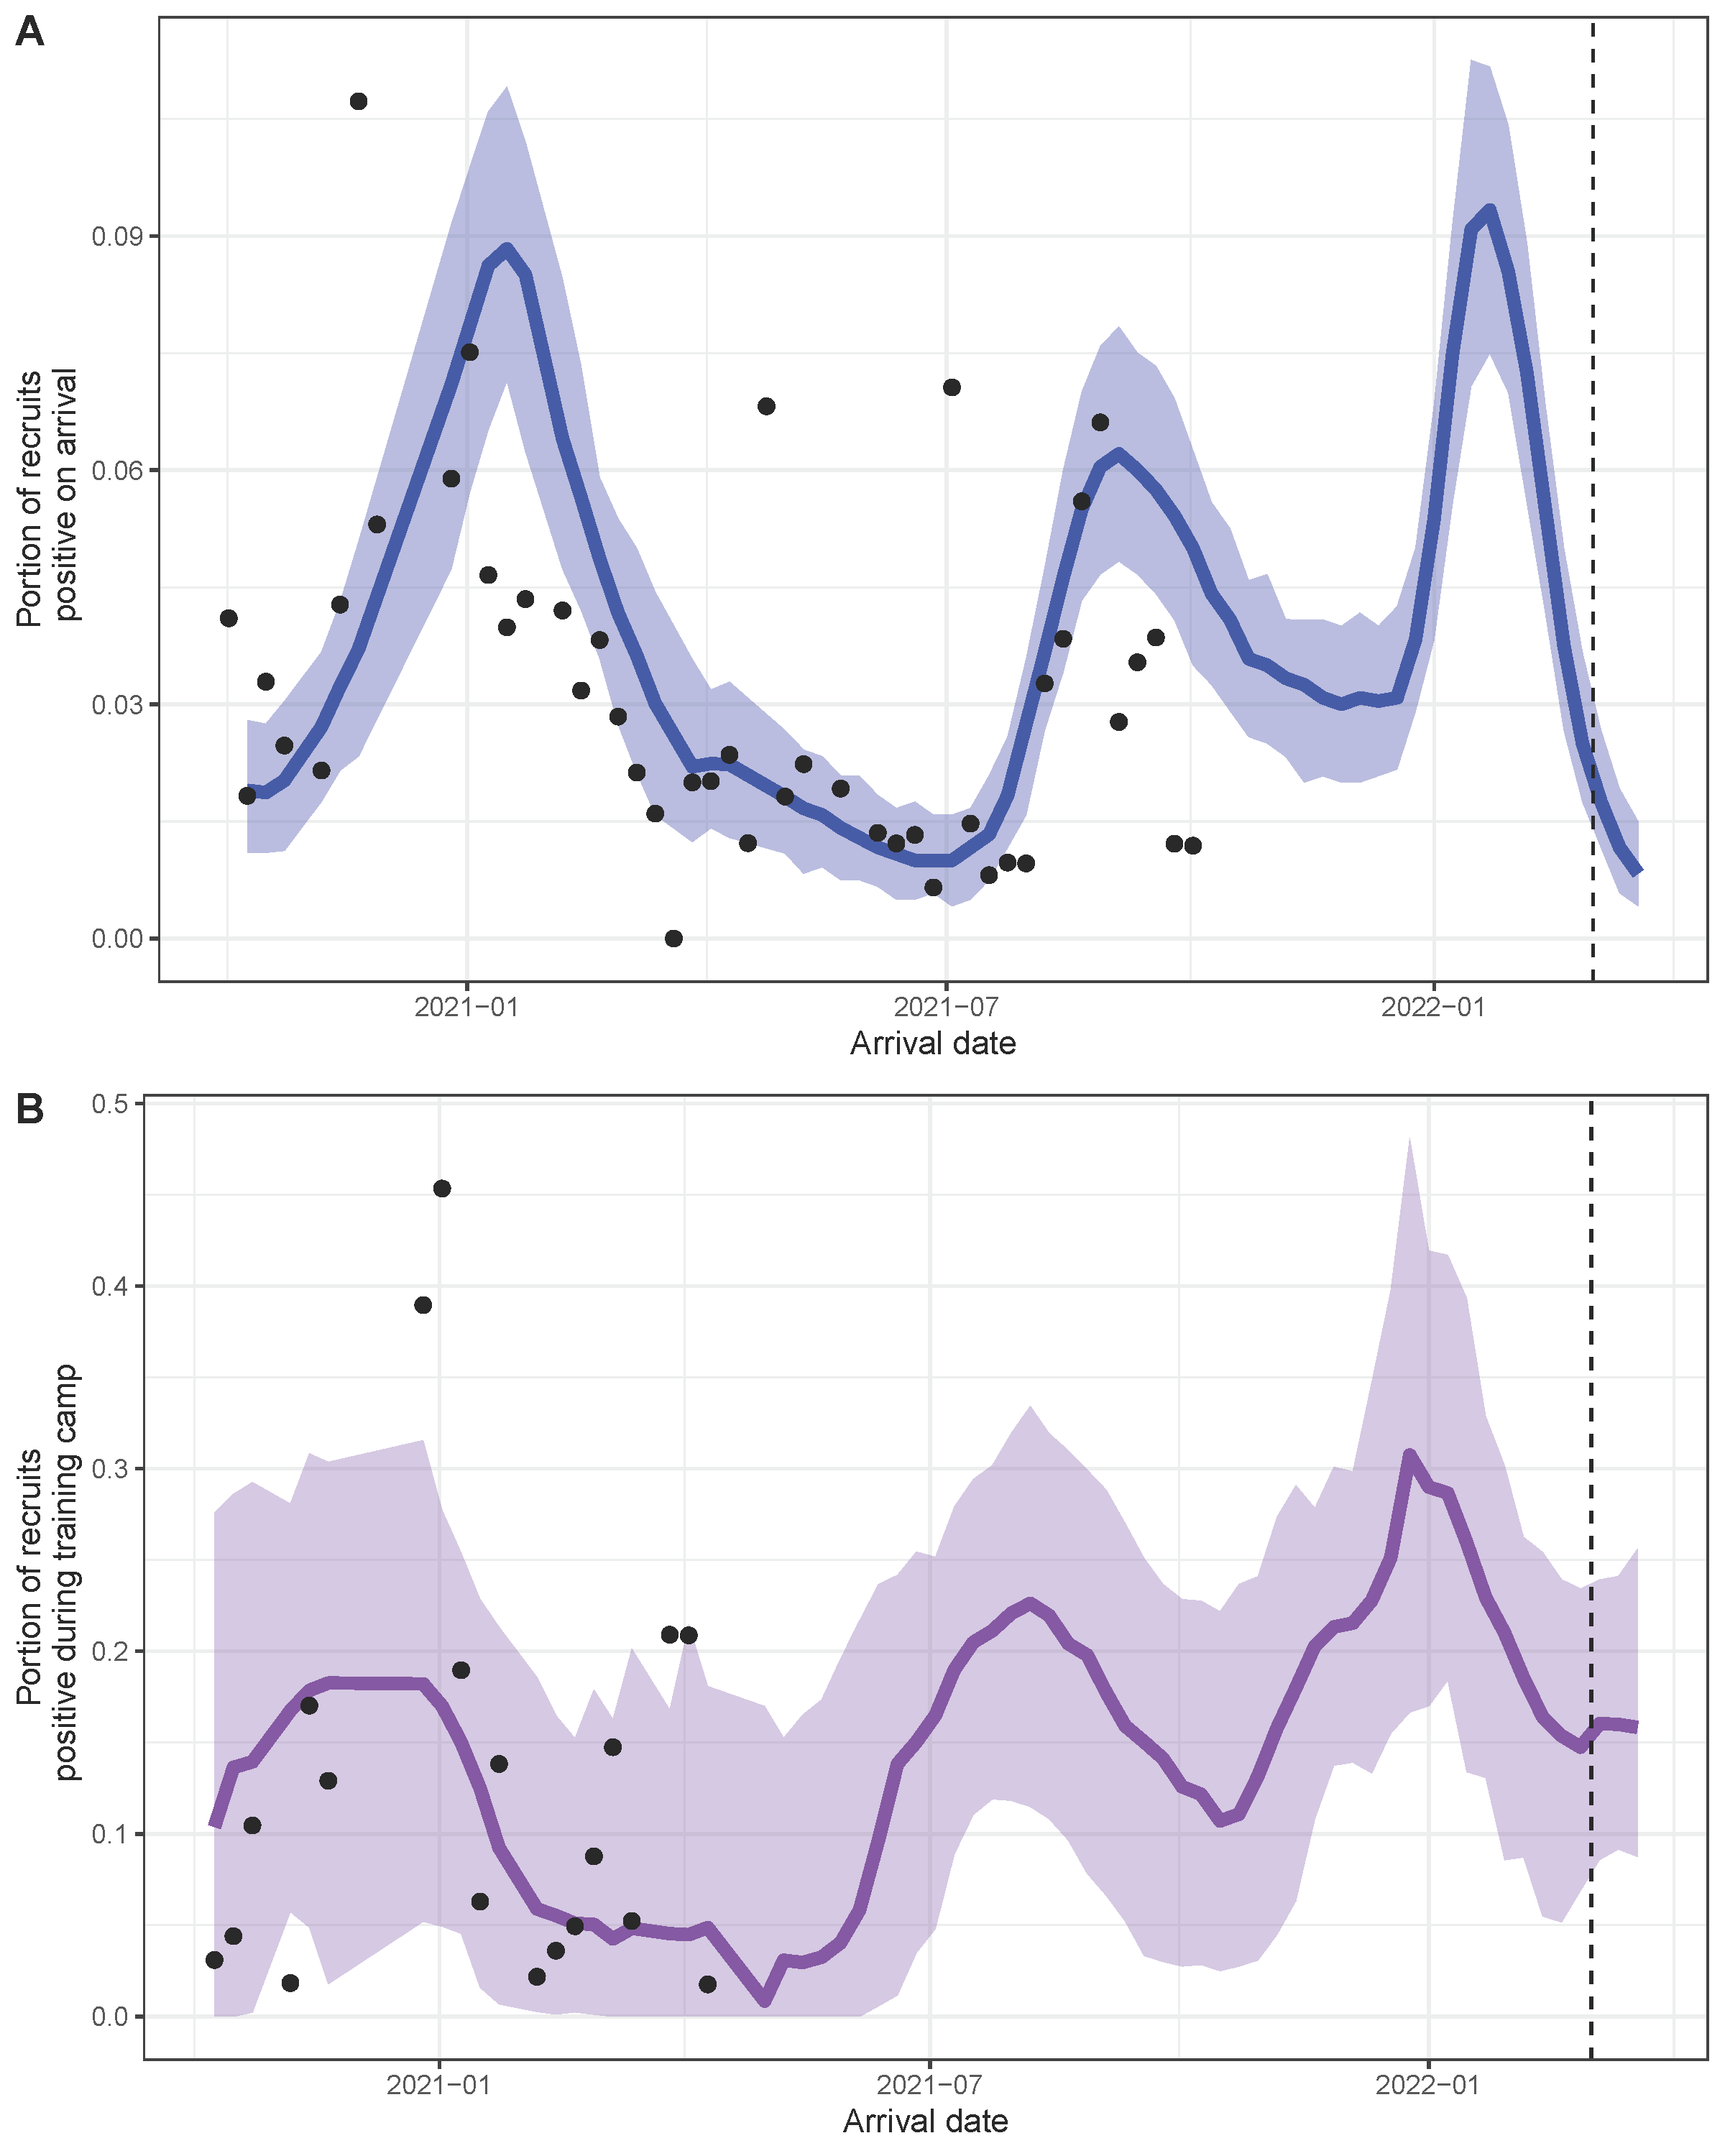 A
Portion of recruits
positive on arrival
0.09
0.06
0.03
0.00
2021−01
2021−07
2022−01
Arrival date
B
Portion of recruits
positive during training camp
0.5
0.4
0.3
0.2
0.1
0.0
2021−01
2021−07
2022−01
Arrival date